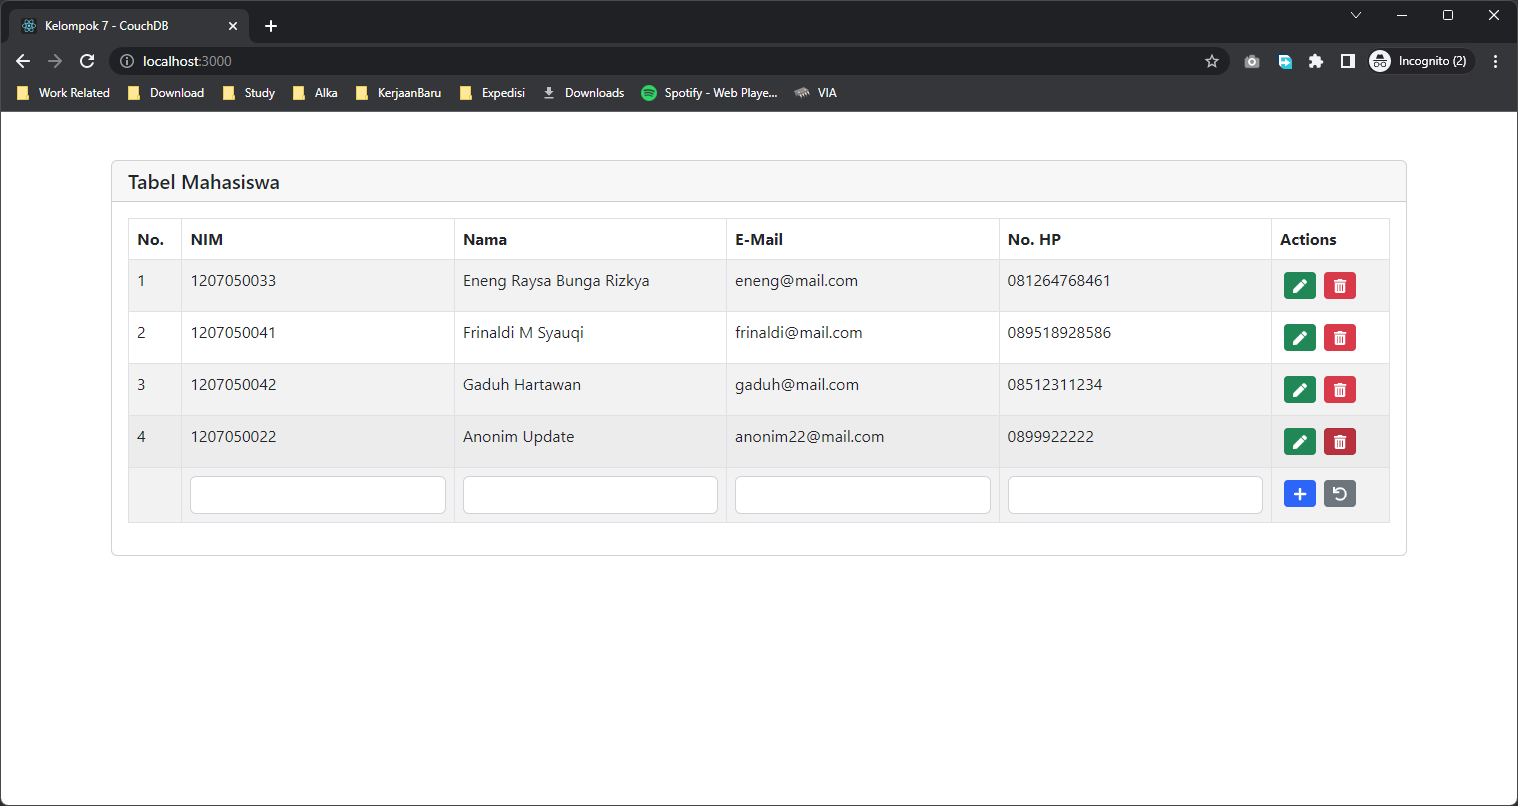 Kelompok 7 - CouchDB
localhost:3000
Incognito (2)
Work Related Download Study Alka KerjaanBaru Expedisi Downloads Spotify - Web Playe... VIA
Tabel Mahasiswa
No. NIM Nama E-Mail No. HP Actions
1 1207050033 Eneng Raysa Bunga Rizkya eneng@mail.com 081264768461
2 1207050041 Frinaldi M Syauqi frinaldi@mail.com 089518928586
3 1207050042 Gaduh Hartawan gaduh@mail.com 08512311234
4 1207050022 Anonim Update anonim22@mail.com 0899922222